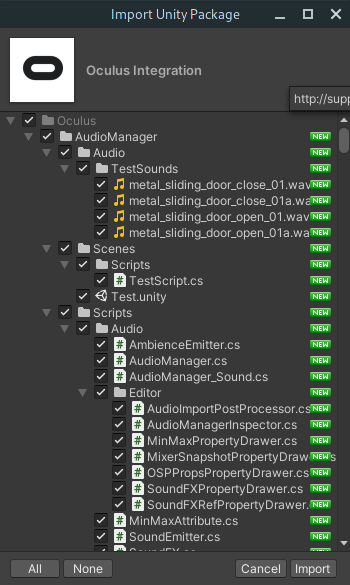 Import Unity Package
Oculus Integration
http://supp
Oculus
AudioManager NEW
Audio NEW
TestSounds NEW
metal_sliding_door_close_01.wav NEW
metal_sliding_door_close_01a.wav NEW
metal_sliding_door_open_01.wav NEW
metal_sliding_door_open_01a.wav NEW
Scenes NEW
Scripts NEW
TestScript.cs NEW
Test.unity NEW
Scripts NEW
Audio NEW
AmbienceEmitter.cs NEW
AudioManager.cs NEW
AudioManager_Sound.cs NEW
Editor NEW
AudioImportPostProcessor.cs NEW
AudioManagerInspector.cs NEW
MinMaxPropertyDrawer.cs NEW
MixerSnapshotPropertyDrawer.cs NEW
OSPPropsPropertyDrawer.cs NEW
SoundFXPropertyDrawer.cs NEW
SoundFXRefPropertyDrawer.cs NEW
MinMaxAttribute.cs NEW
SoundEmitter.cs NEW
SoundFX.cs NEW
All None Cancel Import